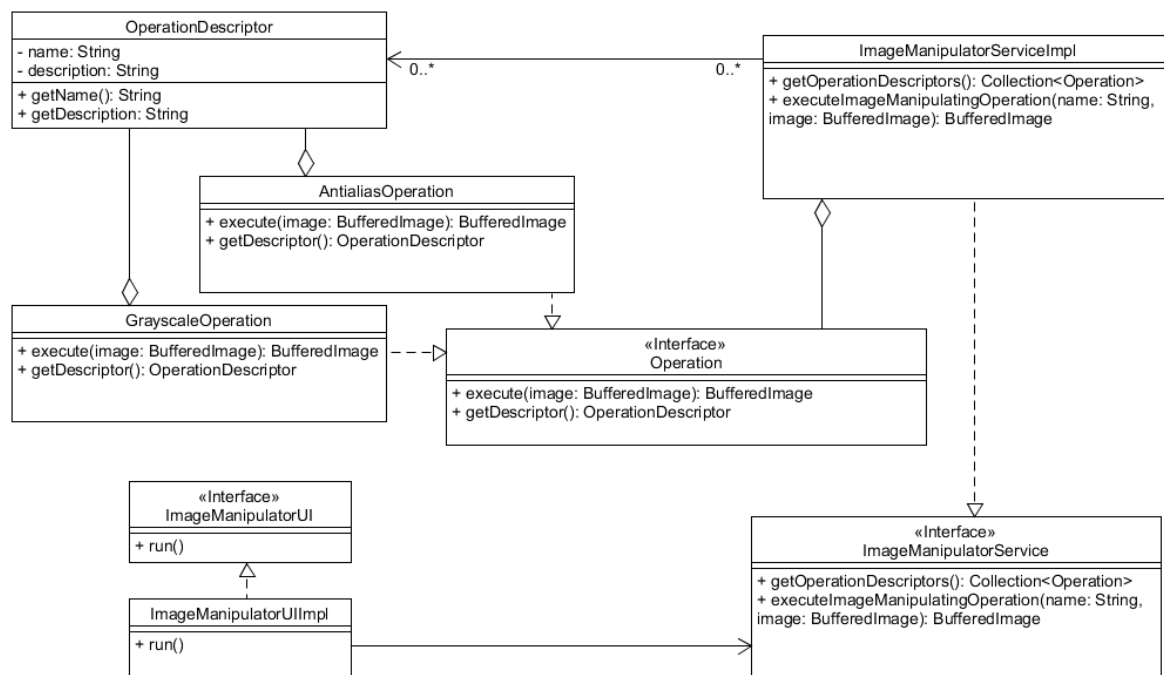 OperationDescriptor
- name: String
- description: String
+ getName(): String
+ getDescription: String
0..*
0..*
ImageManipulatorServiceImpl
+ getOperationDescriptors(): Collection<Operation>
+ executeImageManipulatingOperation(name: String,
image: BufferedImage): BufferedImage
AntialiasOperation
+ execute(image: BufferedImage): BufferedImage
+ getDescriptor(): OperationDescriptor
GrayscaleOperation
+ execute(image: BufferedImage): BufferedImage
+ getDescriptor(): OperationDescriptor
«Interface»
Operation
+ execute(image: BufferedImage): BufferedImage
+ getDescriptor(): OperationDescriptor
«Interface»
ImageManipulatorUI
+ run()
ImageManipulatorUIImpl
+ run()
«Interface»
ImageManipulatorService
+ getOperationDescriptors(): Collection<Operation>
+ executeImageManipulatingOperation(name: String,
image: BufferedImage): BufferedImage